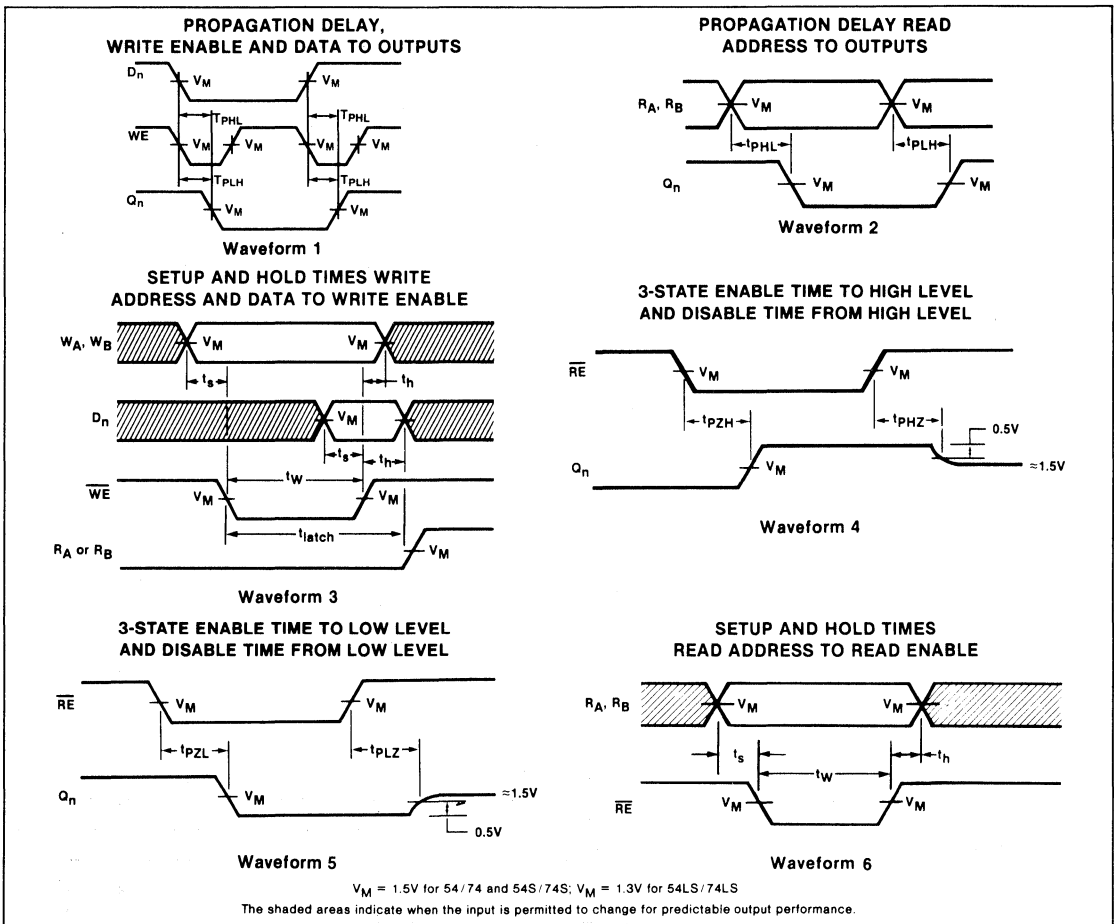 PROPAGATION DELAY,
WRITE ENABLE AND DATA TO OUTPUTS
Dn
VM
VM
TPHL
TPHL
WE
VM
VM
VM
VM
TPLH
TPLH
Qn
VM
VM
Waveform 1
PROPAGATION DELAY READ
ADDRESS TO OUTPUTS
RA, RB
VM
VM
tPHL
tPLH
Qn
VM
VM
Waveform 2
SETUP AND HOLD TIMES WRITE
ADDRESS AND DATA TO WRITE ENABLE
WA, WB
VM
VM
ts
th
Dn
VM
ts
th
tW
WE
VM
VM
tlatch
RA or RB
VM
Waveform 3
3-STATE ENABLE TIME TO HIGH LEVEL
AND DISABLE TIME FROM HIGH LEVEL
RE
VM
VM
tPZH
tPHZ
0.5V
Qn
VM
≈1.5V
Waveform 4
3-STATE ENABLE TIME TO LOW LEVEL
AND DISABLE TIME FROM LOW LEVEL
RE
VM
VM
tPZL
tPLZ
Qn
VM
≈1.5V
0.5V
Waveform 5
SETUP AND HOLD TIMES
READ ADDRESS TO READ ENABLE
RA, RB
VM
VM
ts
th
tW
RE
VM
VM
Waveform 6
VM = 1.5V for 54/74 and 54S/74S; VM = 1.3V for 54LS/74LS
The shaded areas indicate when the input is permitted to change for predictable output performance.